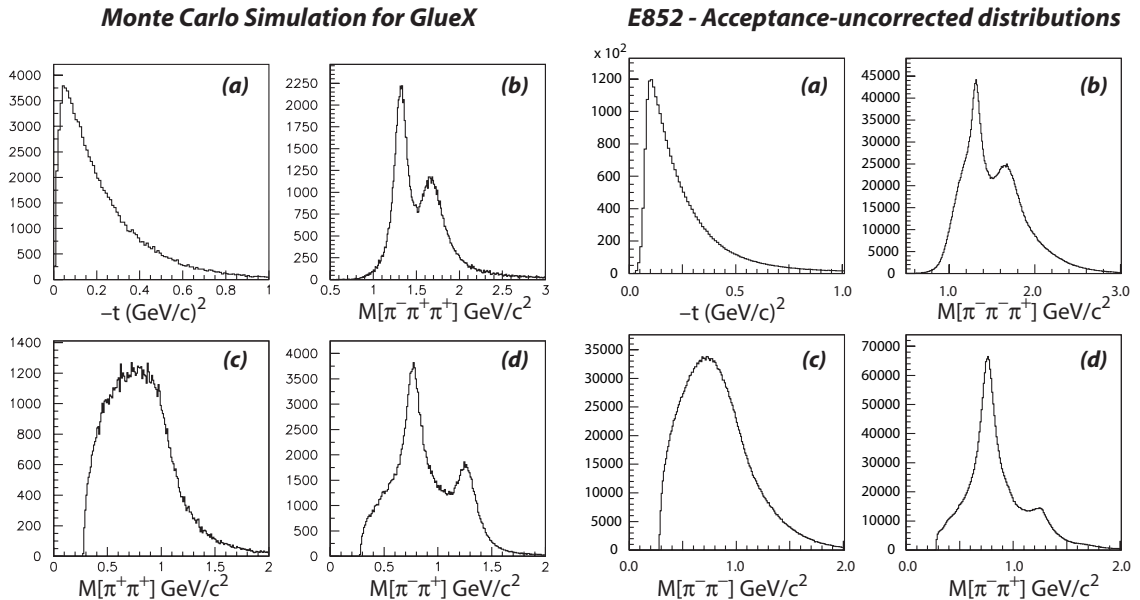 Monte Carlo Simulation for GlueX
E852 - Acceptance-uncorrected distributions
(a)
4000
3500
3000
2500
2000
1500
1000
500
0
0 0.2 0.4 0.6 0.8 1
−t (GeV/c)²
(b)
2250
2000
1750
1500
1250
1000
750
500
250
0
0.5 1 1.5 2 2.5 3
M[π⁻π⁺π⁺] GeV/c²
x 10²
(a)
1200
1000
800
600
400
200
0
0.0 0.5 1.0
−t (GeV/c)²
(b)
45000
40000
35000
30000
25000
20000
15000
10000
5000
0
1.0 2.0 3.0
M[π⁻π⁻π⁺] GeV/c²
(c)
1400
1200
1000
800
600
400
200
0
0 0.5 1 1.5 2
M[π⁺π⁺] GeV/c²
(d)
4000
3500
3000
2500
2000
1500
1000
500
0
0 0.5 1 1.5 2
M[π⁻π⁺] GeV/c²
(c)
35000
30000
25000
20000
15000
10000
5000
0
0.0 1.0 2.0
M[π⁻π⁻] GeV/c²
(d)
70000
60000
50000
40000
30000
20000
10000
0
0.0 1.0 2.0
M[π⁻π⁺] GeV/c²